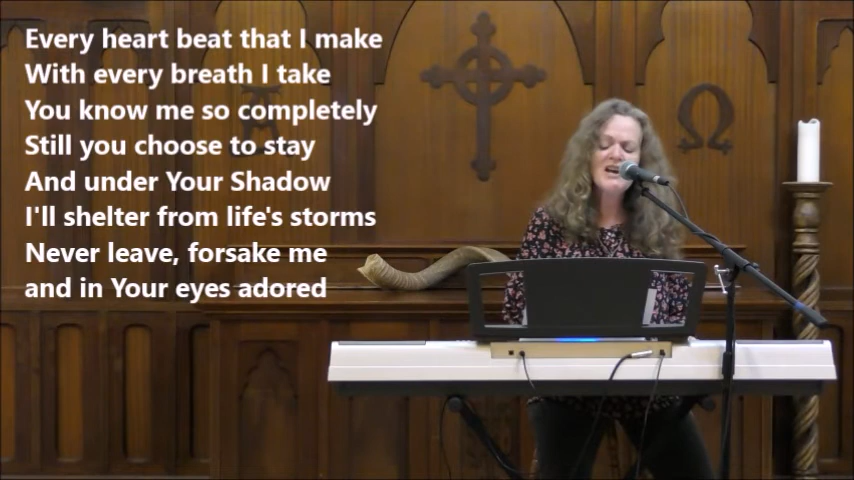 Every heart beat that I make
With every breath I take
You know me so completely
Still you choose to stay
And under Your Shadow
I'll shelter from life's storms
Never leave, forsake me
and in Your eyes adored
Ω